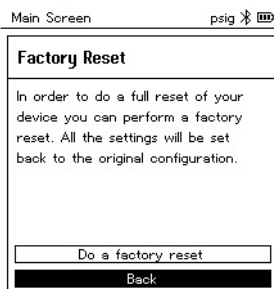 Main Screen psig
Factory Reset
In order to do a full reset of your
device you can perform a factory
reset. All the settings will be set
back to the original configuration.
Do a factory reset
Back